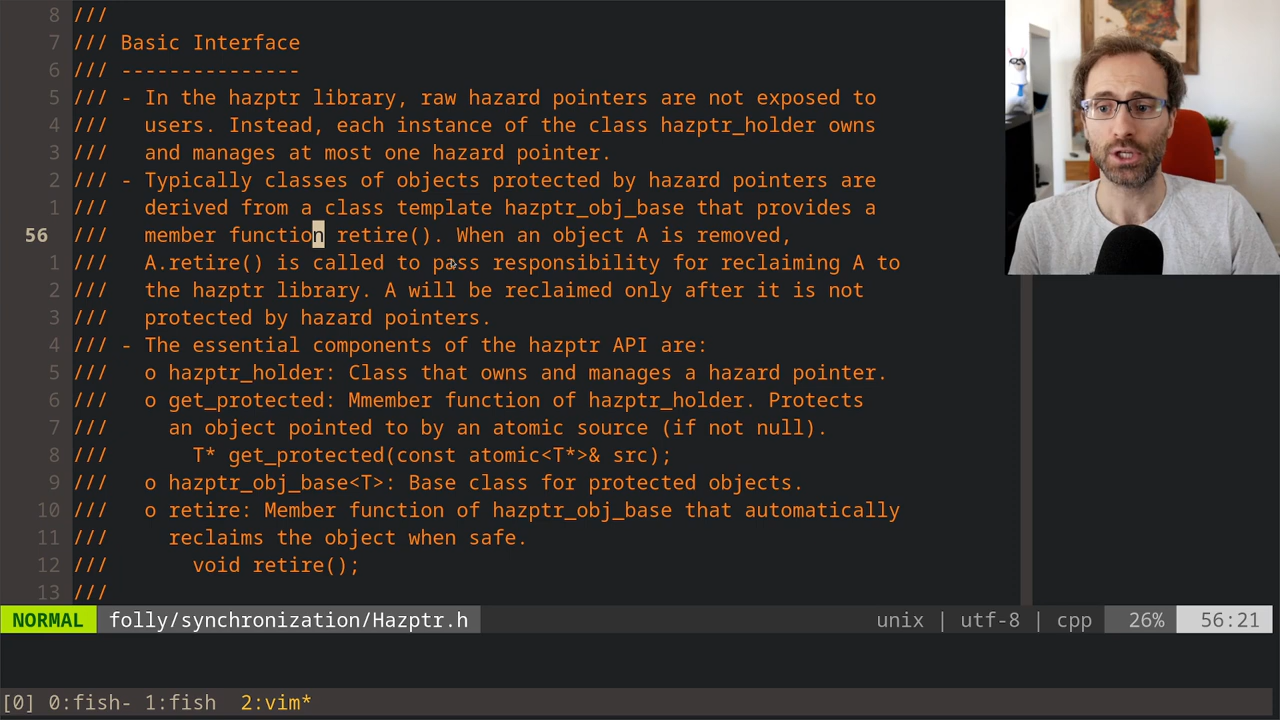 8 ///
7 /// Basic Interface
6 /// ---------------
5 /// - In the hazptr library, raw hazard pointers are not exposed to
4 ///   users. Instead, each instance of the class hazptr_holder owns
3 ///   and manages at most one hazard pointer.
2 /// - Typically classes of objects protected by hazard pointers are
1 ///   derived from a class template hazptr_obj_base that provides a
56 ///   member function retire(). When an object A is removed,
1 ///   A.retire() is called to pass responsibility for reclaiming A to
2 ///   the hazptr library. A will be reclaimed only after it is not
3 ///   protected by hazard pointers.
4 /// - The essential components of the hazptr API are:
5 ///   o hazptr_holder: Class that owns and manages a hazard pointer.
6 ///   o get_protected: Mmember function of hazptr_holder. Protects
7 ///     an object pointed to by an atomic source (if not null).
8 ///       T* get_protected(const atomic<T*>& src);
9 ///   o hazptr_obj_base<T>: Base class for protected objects.
10 ///   o retire: Member function of hazptr_obj_base that automatically
11 ///     reclaims the object when safe.
12 ///       void retire();
13 ///
NORMAL folly/synchronization/Hazptr.h unix | utf-8 | cpp 26% 56:21
[0] 0:fish- 1:fish  2:vim*